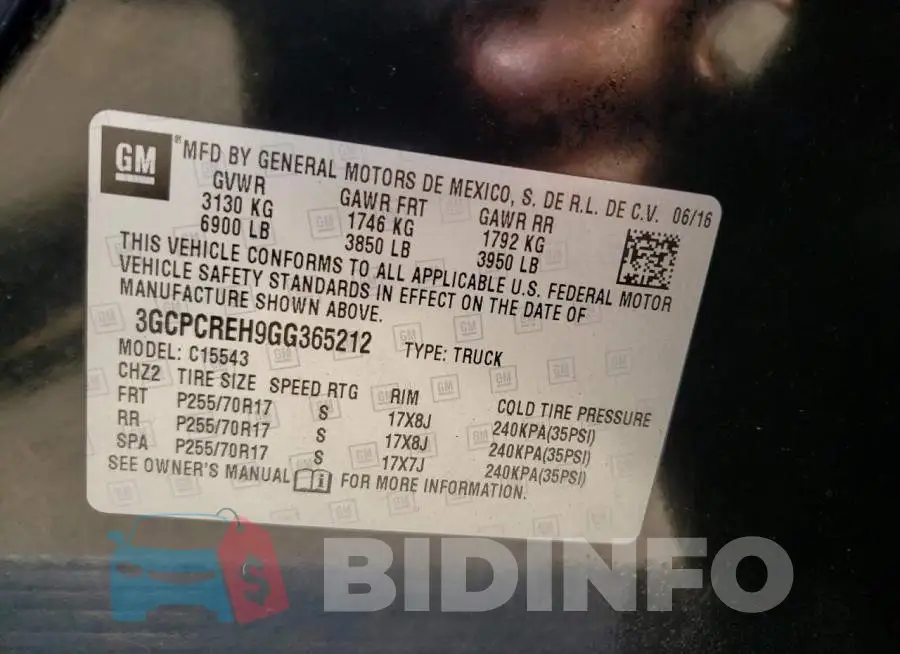 GM
® MFD BY GENERAL MOTORS DE MEXICO, S. DE R.L. DE C.V. 06/16
GVWR GAWR FRT GAWR RR
3130 KG 1746 KG 1792 KG
6900 LB 3850 LB 3950 LB
THIS VEHICLE CONFORMS TO ALL APPLICABLE U.S. FEDERAL MOTOR
VEHICLE SAFETY STANDARDS IN EFFECT ON THE DATE OF
MANUFACTURE SHOWN ABOVE.
3GCPCREH9GG365212 TYPE: TRUCK
MODEL: C15543
CHZ2 TIRE SIZE SPEED RTG RIM COLD TIRE PRESSURE
FRT P255/70R17 S 17X8J 240KPA(35PSI)
RR P255/70R17 S 17X8J 240KPA(35PSI)
SPA P255/70R17 S 17X7J 240KPA(35PSI)
SEE OWNER'S MANUAL i FOR MORE INFORMATION.
$ BIDINFO